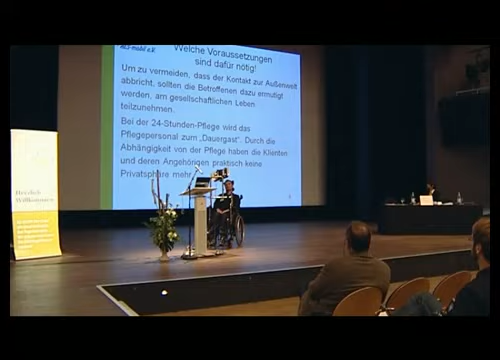 ALS-mobil e.V.
Welche Voraussetzungen
sind dafür nötig!
Um zu vermeiden, dass der Kontakt zur Außenwelt
abbricht, sollten die Betroffenen dazu ermutigt
werden, am gesellschaftlichen Leben
teilzunehmen.
Bei der 24-Stunden-Pflege wird das
Pflegepersonal zum „Dauergast“. Durch die
Abhängigkeit von der Pflege haben die Klienten
und deren Angehörigen praktisch keine
Privatsphäre mehr
Herzlich
Willkommen